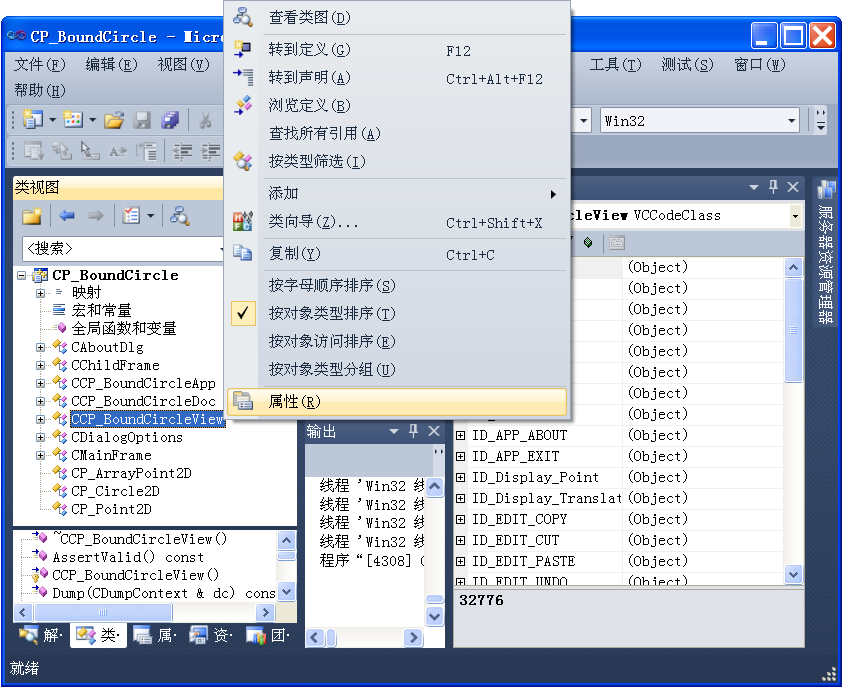 CP_BoundCircle - Micro
文件(F) 编辑(E) 视图(V) 工具(T) 测试(S) 窗口(W)
帮助(H)
Win32
查看类图(D)
转到定义(G) F12
转到声明(A) Ctrl+Alt+F12
浏览定义(B)
查找所有引用(A)
按类型筛选(I)
添加
类向导(Z)... Ctrl+Shift+X
复制(Y) Ctrl+C
按字母顺序排序(S)
按对象类型排序(T)
按对象访问排序(E)
按对象类型分组(U)
属性(R)
类视图
<搜索>
CP_BoundCircle
映射
宏和常量
全局函数和变量
CAboutDlg
CChildFrame
CCP_BoundCircleApp
CCP_BoundCircleDoc
CCP_BoundCircleView
CDialogOptions
CMainFrame
CP_ArrayPoint2D
CP_Circle2D
CP_Point2D
~CCP_BoundCircleView()
AssertValid() const
CCP_BoundCircleView()
Dump(CDumpContext & dc) cons
解· 类· 属· 资· 团·
输出
线程 'Win32 线
线程 'Win32 线
线程 'Win32 线
线程 'Win32 线
程序 “[4308] C
cleView VCCodeClass
(Object)
(Object)
(Object)
(Object)
(Object)
(Object)
(Object)
(Object)
ID_APP_ABOUT (Object)
ID_APP_EXIT (Object)
ID_Display_Point (Object)
ID_Display_Translat (Object)
ID_EDIT_COPY (Object)
ID_EDIT_CUT (Object)
ID_EDIT_PASTE (Object)
ID_EDIT_UNDO (Object)
32776
服务器资源管理器
就绪